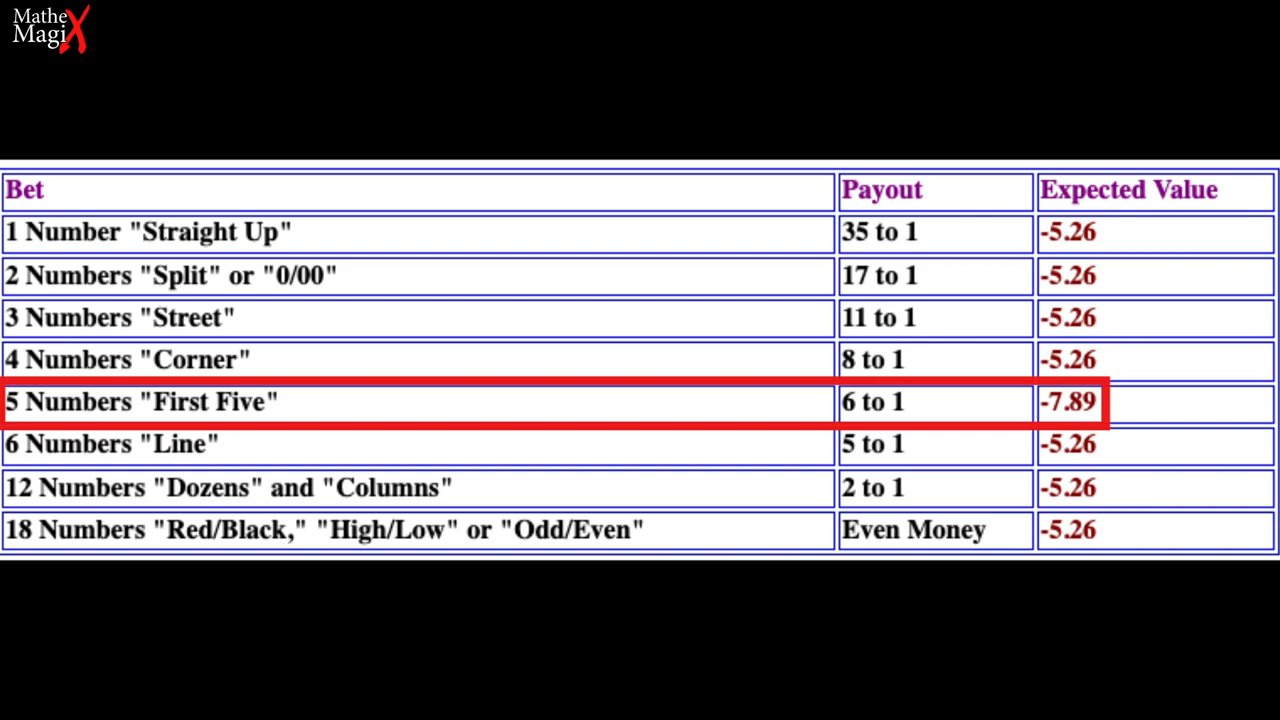 Mathe
MagiX
Bet Payout Expected Value
1 Number "Straight Up" 35 to 1 -5.26
2 Numbers "Split" or "0/00" 17 to 1 -5.26
3 Numbers "Street" 11 to 1 -5.26
4 Numbers "Corner" 8 to 1 -5.26
5 Numbers "First Five" 6 to 1 -7.89
6 Numbers "Line" 5 to 1 -5.26
12 Numbers "Dozens" and "Columns" 2 to 1 -5.26
18 Numbers "Red/Black," "High/Low" or "Odd/Even" Even Money -5.26